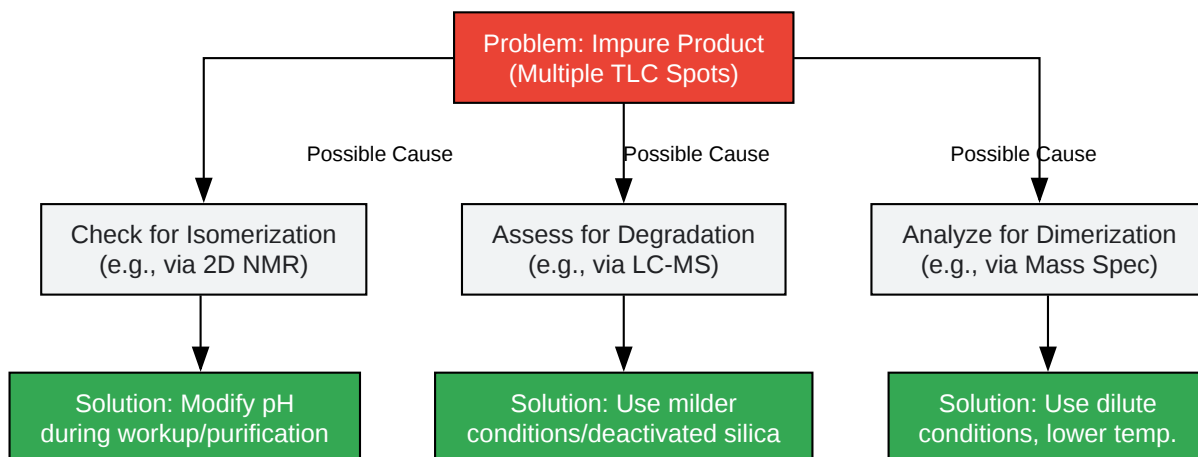 Problem: Impure Product
(Multiple TLC Spots)
Possible Cause
Possible Cause
Possible Cause
Check for Isomerization
(e.g., via 2D NMR)
Assess for Degradation
(e.g., via LC-MS)
Analyze for Dimerization
(e.g., via Mass Spec)
Solution: Modify pH
during workup/purification
Solution: Use milder
conditions/deactivated silica
Solution: Use dilute
conditions, lower temp.